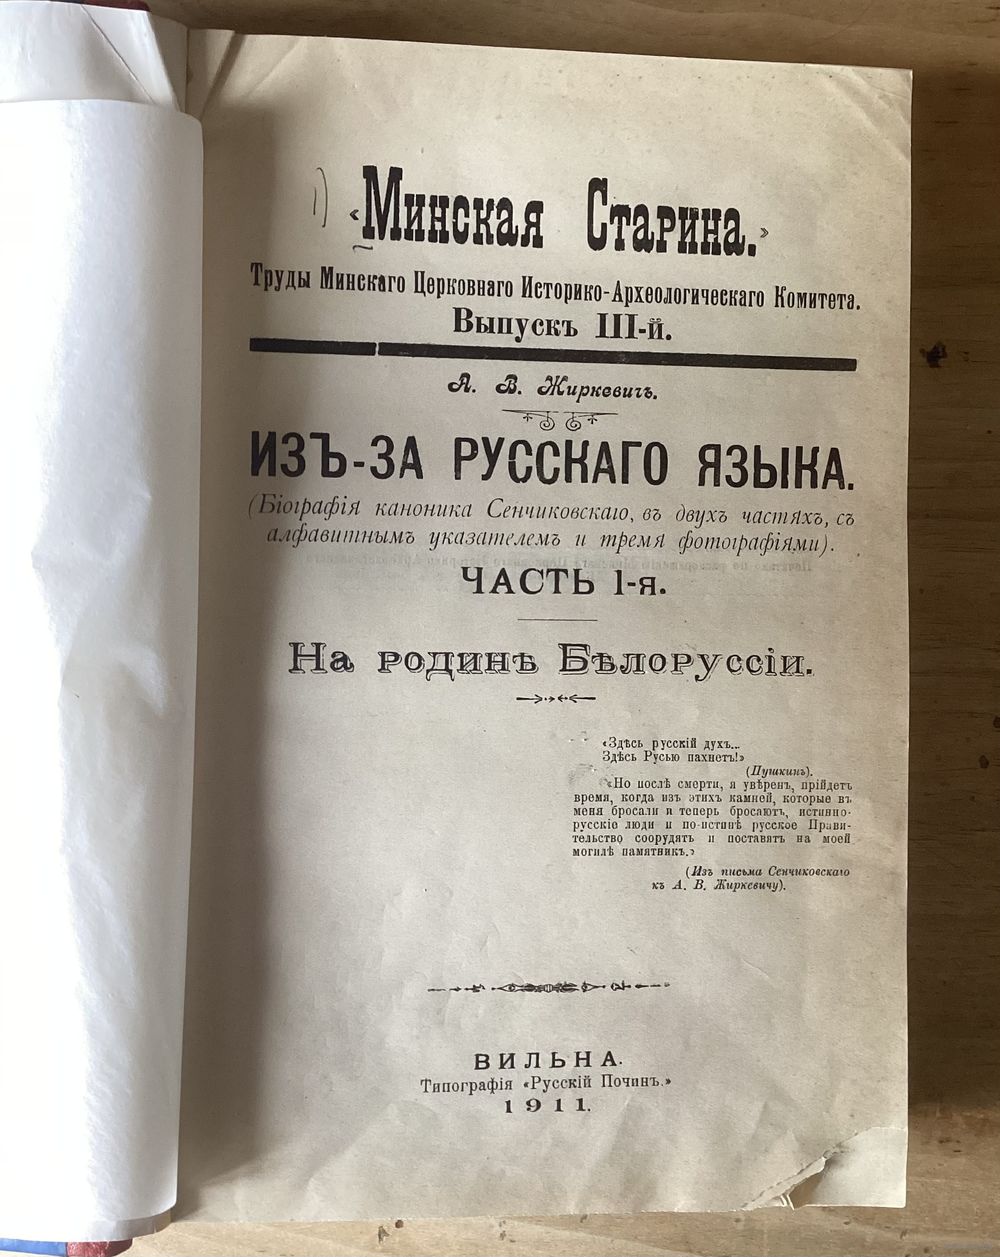 1)
«Минская Старина.»
Труды Минскаго Церковнаго Историко-Археологическаго Комитета.
Выпускъ III-й.
А. В. Жиркевичъ.
ИЗЪ-ЗА РУССКАГО ЯЗЫКА.
(Біографія каноника Сенчиковскаго, въ двухъ частяхъ, съ
алфавитнымъ указателемъ и тремя фотографіями).
ЧАСТЬ 1-я.
На родинѣ Бѣлоруссіи.
«Здѣсь русскій духъ...
Здѣсь Русью пахнетъ!»
(Пушкинъ).
«Но послѣ смерти, я увѣренъ, прійдетъ
время, когда изъ этихъ камней, которые въ
меня бросали и теперь бросаютъ, истинно-
русскіе люди и по-истинѣ русское Прави-
тельство соорудятъ и поставятъ на моей
могилѣ памятникъ.»
(Изъ письма Сенчиковскаго
къ А. В. Жиркевичу).
ВИЛЬНА.
Типографія «Русскій Починъ.»
1911.